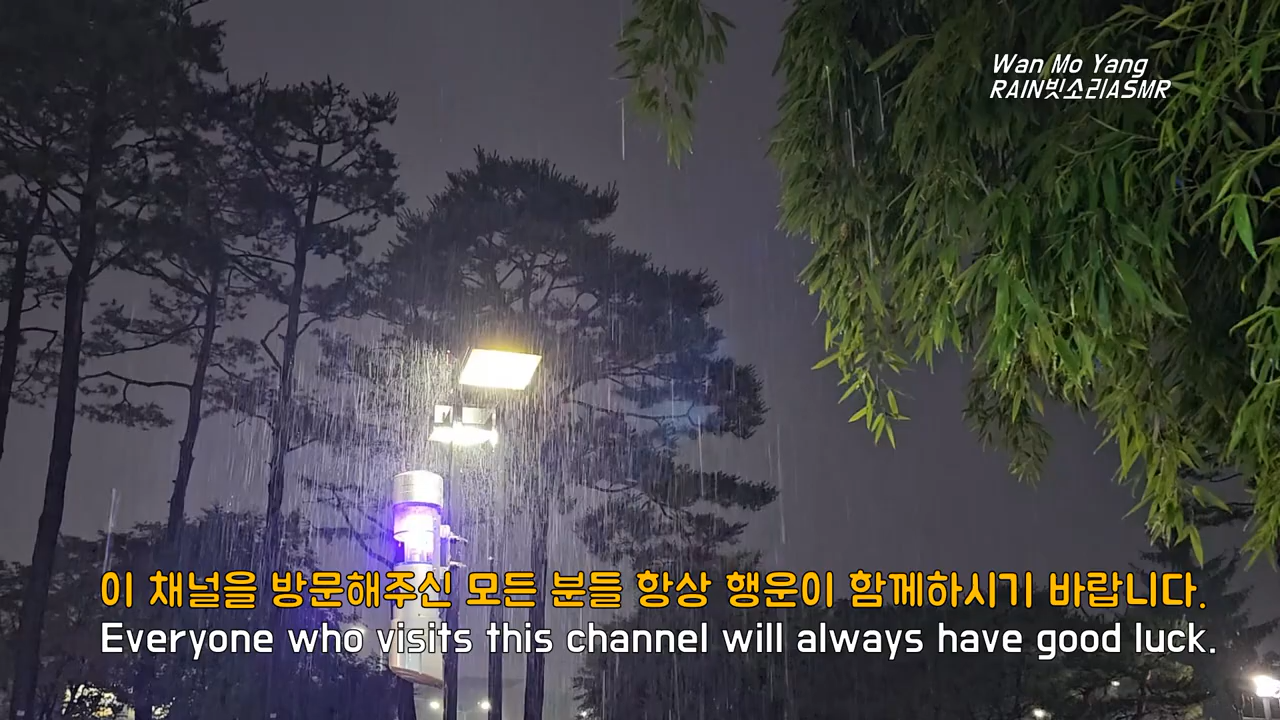 Wan Mo Yang
RAIN빗소리ASMR
이 채널을 방문해주신 모든 분들 항상 행운이 함께하시기 바랍니다.
Everyone who visits this channel will always have good luck.